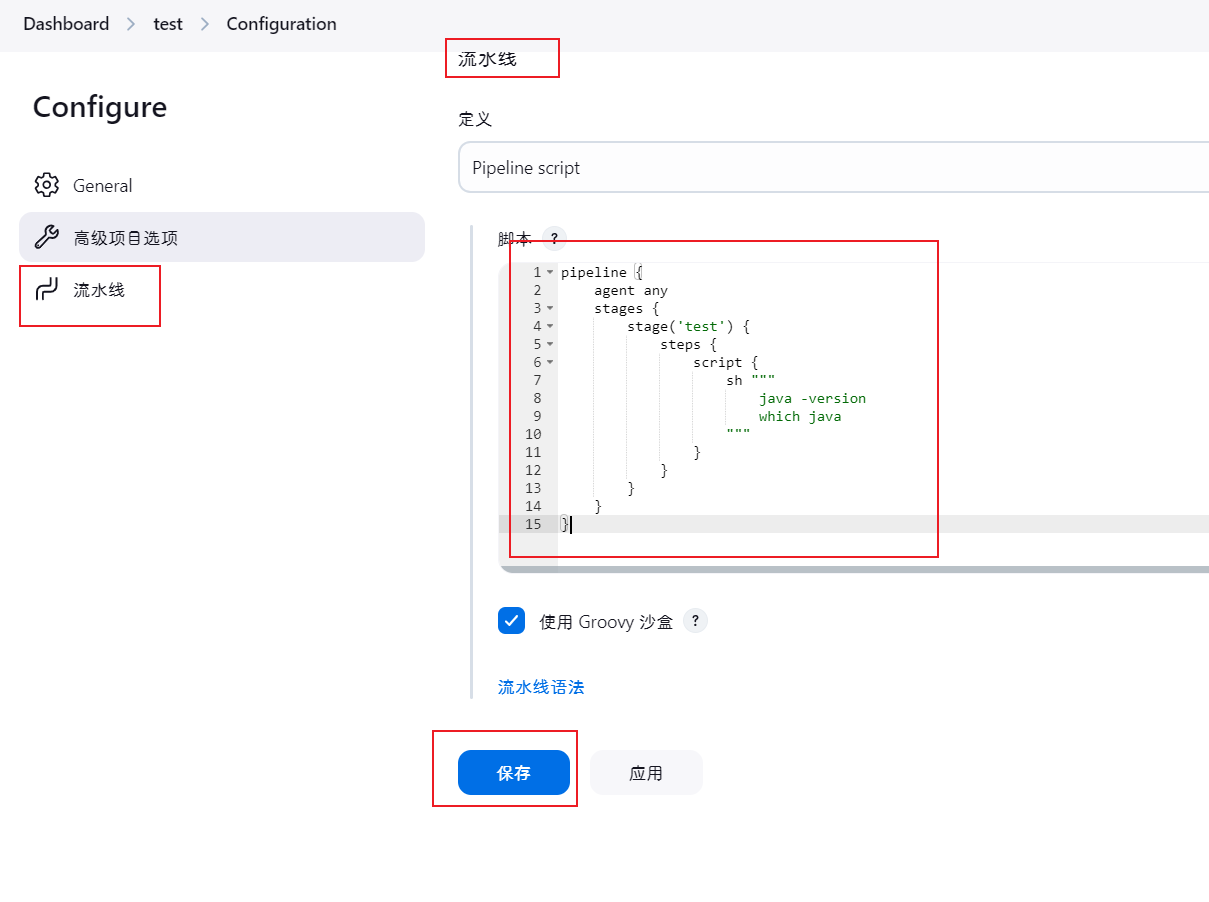 Dashboard > test > Configuration
Configure
General
高级项目选项
流水线
流水线
定义
Pipeline script
脚本 ?
1 pipeline {
2     agent any
3     stages {
4         stage('test') {
5             steps {
6                 script {
7                     sh """
8                         java -version
9                         which java
10                     """
11                 }
12             }
13         }
14     }
15 }
使用 Groovy 沙盒 ?
流水线语法
保存 应用